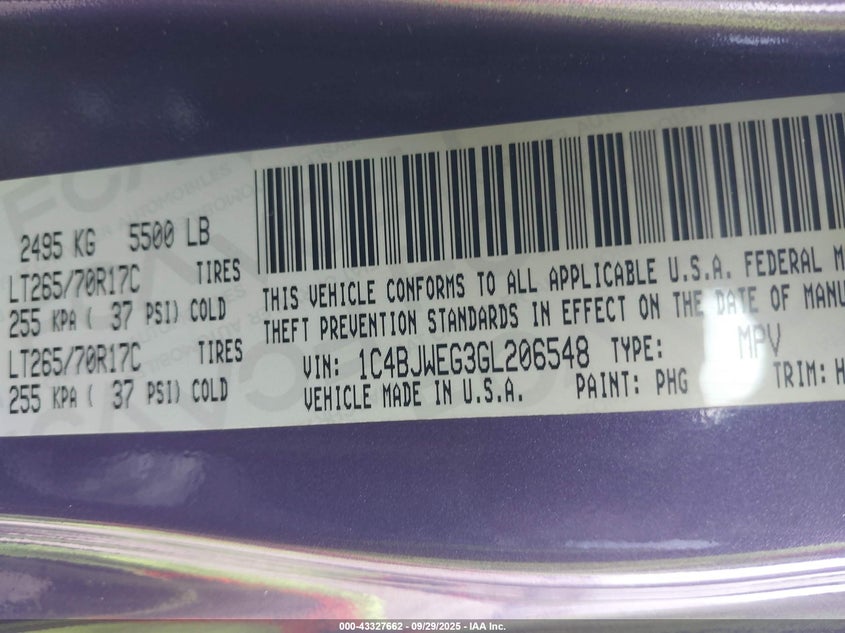 2495 KG 5500 LB
LT265/70R17C TIRES
255 KPA ( 37 PSI) COLD
LT265/70R17C TIRES
255 KPA ( 37 PSI) COLD
THIS VEHICLE CONFORMS TO ALL APPLICABLE U.S.A. FEDERAL M
THEFT PREVENTION STANDARDS IN EFFECT ON THE DATE OF MANU
VIN: 1C4BJWEG3GL206548 TYPE: MPV
VEHICLE MADE IN U.S.A. PAINT: PHG TRIM: H
000-43327662 - 09/29/2025 - IAA Inc.